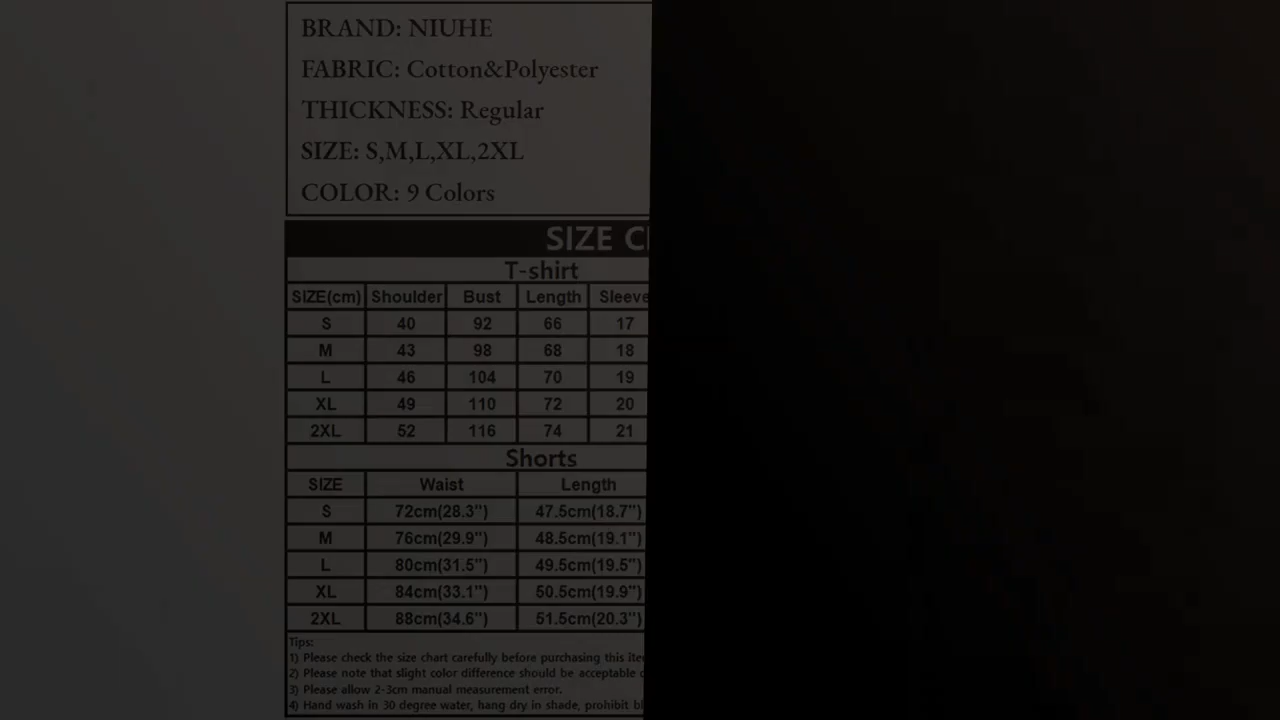 BRAND: NIUHE
FABRIC: Cotton&Polyester
THICKNESS: Regular
SIZE: S,M,L,XL,2XL
COLOR: 9 Colors
SIZE
T-shirt
SIZE(cm) Shoulder Bust Length Sleeve
S 40 92 66 17
M 43 98 68 18
L 46 104 70 19
XL 49 110 72 20
2XL 52 116 74 21
Shorts
SIZE Waist Length
S 72cm(28.3") 47.5cm(18.7")
M 76cm(29.9") 48.5cm(19.1")
L 80cm(31.5") 49.5cm(19.5")
XL 84cm(33.1") 50.5cm(19.9")
2XL 88cm(34.6") 51.5cm(20.3")
Tips:
1) Please check the size chart carefully before purchasing this
2) Please note that slight color difference should be acceptable
3) Please allow 2-3cm manual measurement error.
4) Hand wash in 30 degree water, hang dry in shade, prohibit